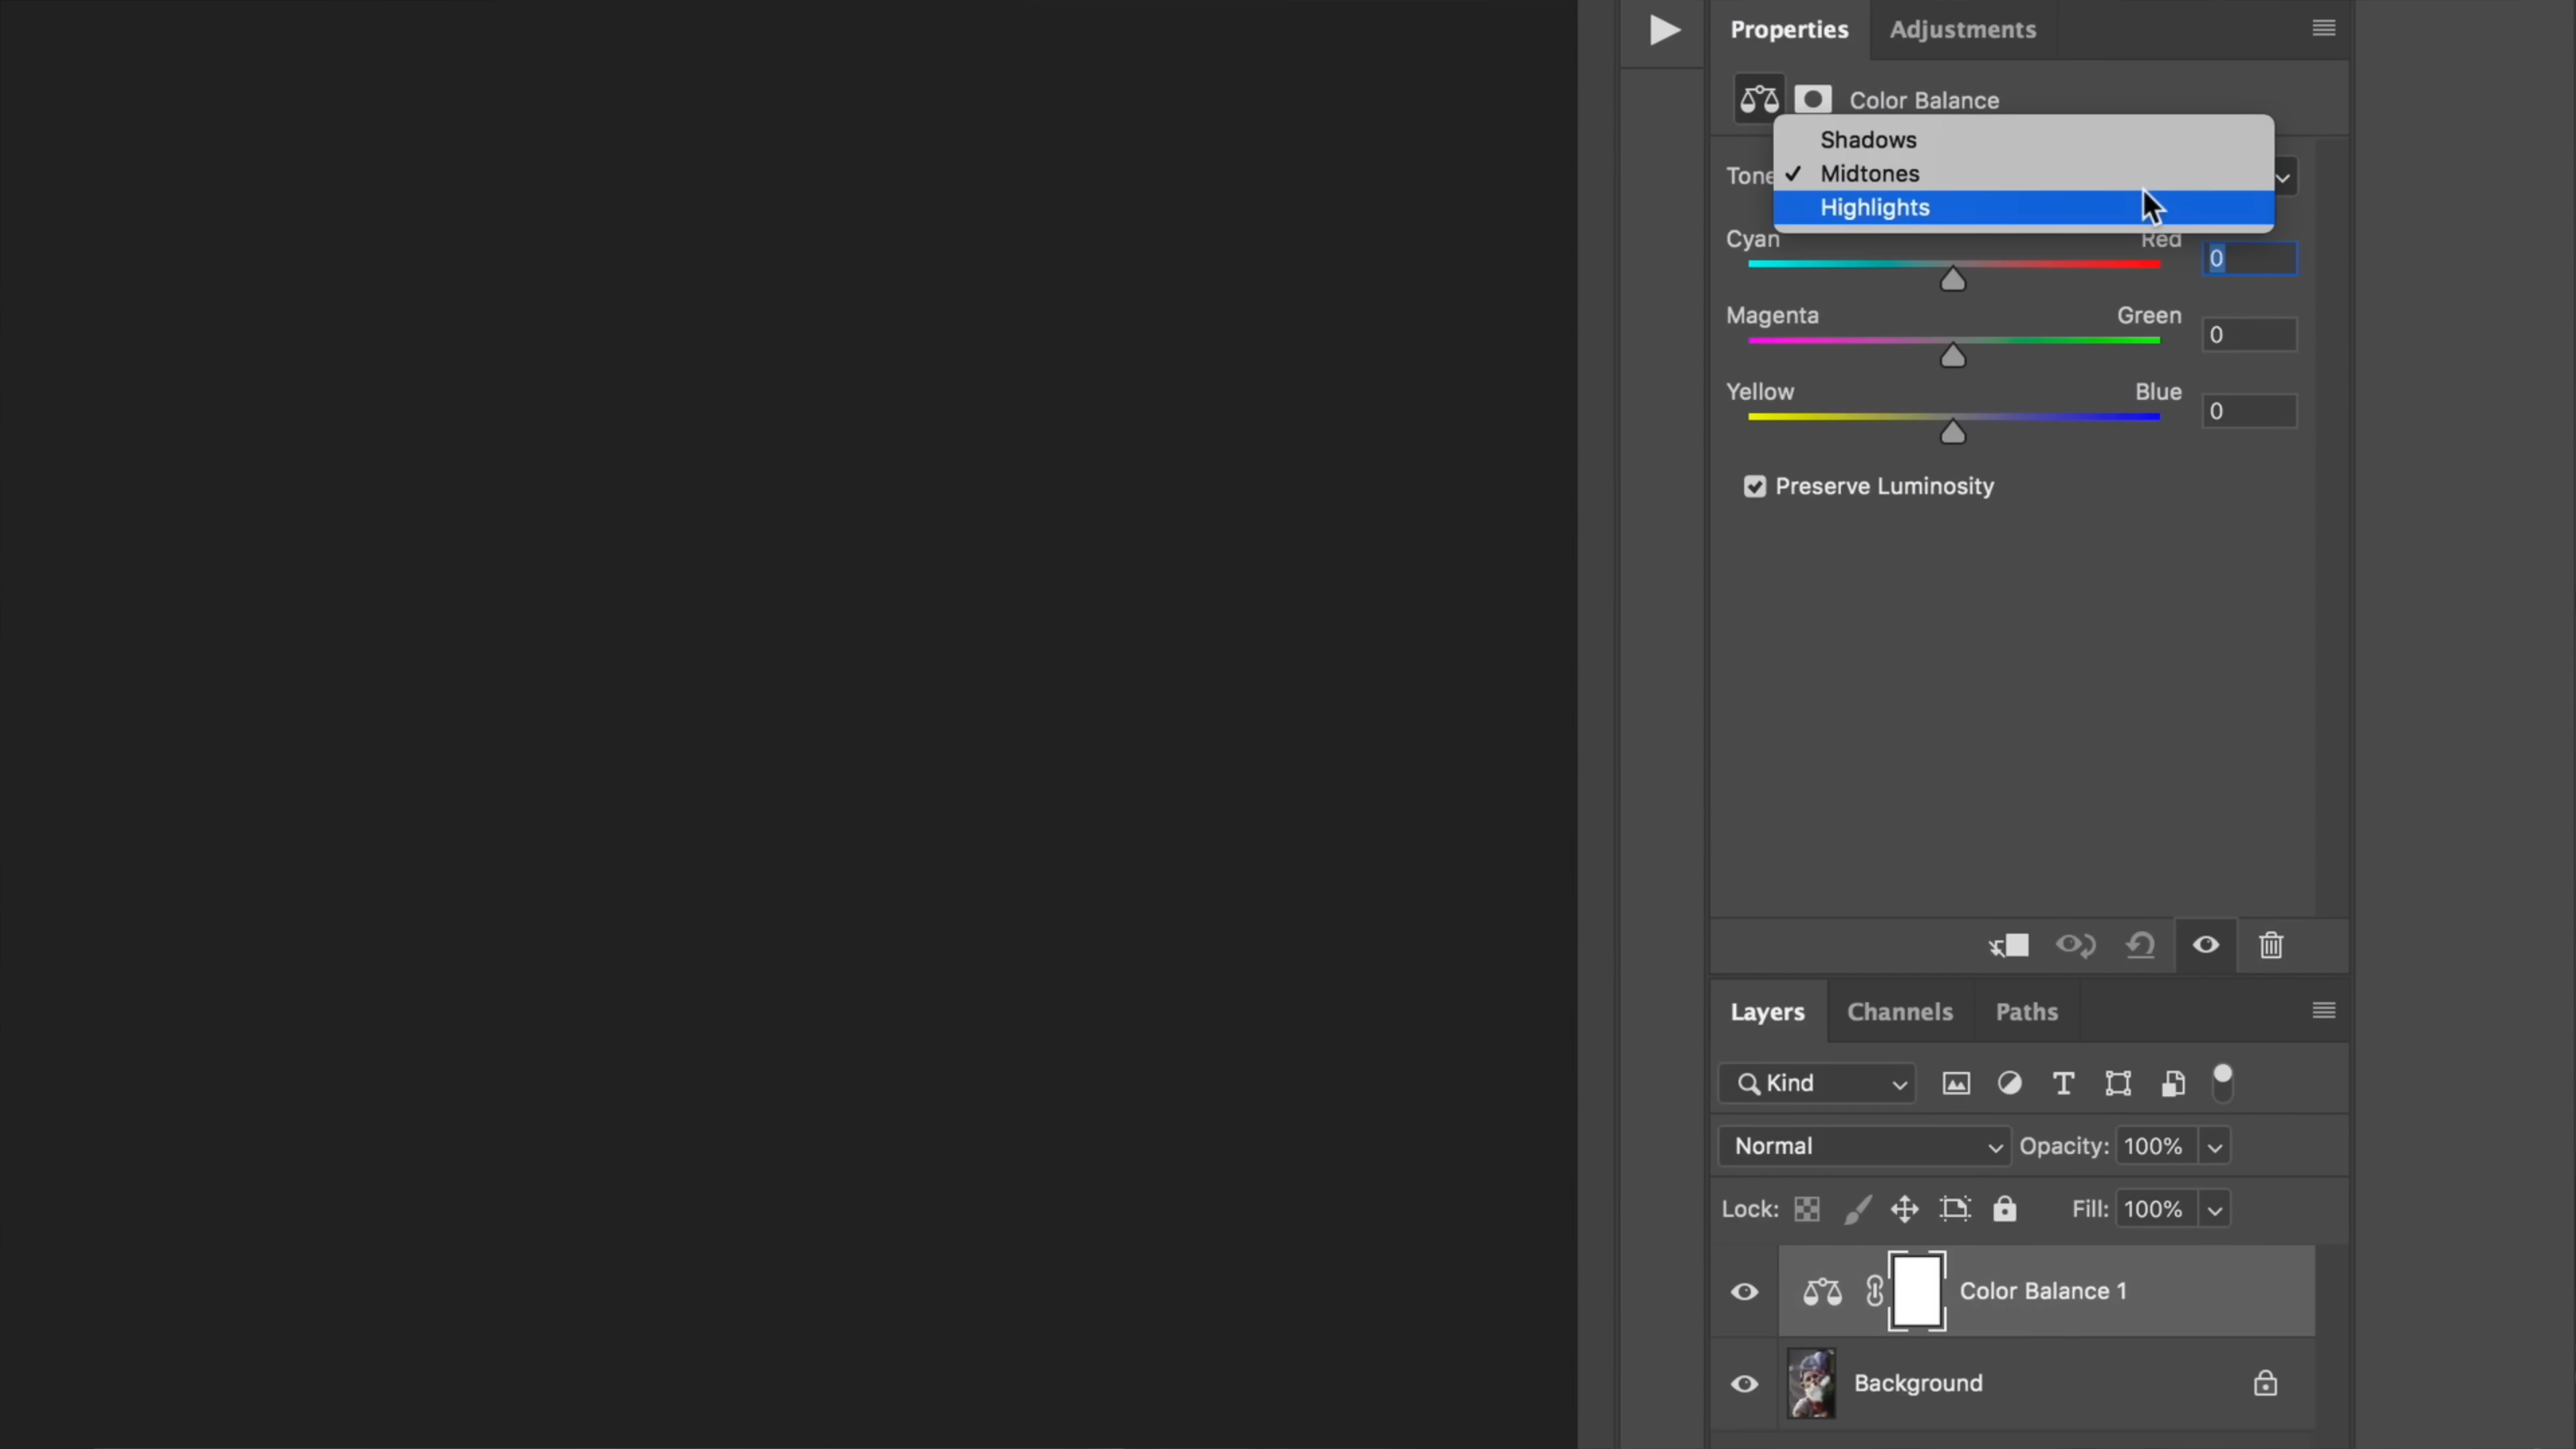 Properties Adjustments
Color Balance
Shadows
Tone
Midtones
Highlights
Cyan Red 0
Magenta Green 0
Yellow Blue 0
Preserve Luminosity
Layers Channels Paths
Kind
Normal Opacity: 100%
Lock: Fill: 100%
Color Balance 1
Background